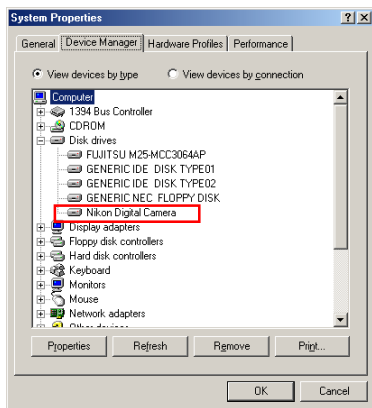 System Properties
General Device Manager Hardware Profiles Performance
View devices by type View devices by connection
Computer
1394 Bus Controller
CDROM
Disk drives
FUJITSU M25-MCC3064AP
GENERIC IDE DISK TYPE01
GENERIC IDE DISK TYPE02
GENERIC NEC FLOPPY DISK
Nikon Digital Camera
Display adapters
Floppy disk controllers
Hard disk controllers
Keyboard
Monitors
Mouse
Network adapters
Properties Refresh Remove Print...
OK Cancel